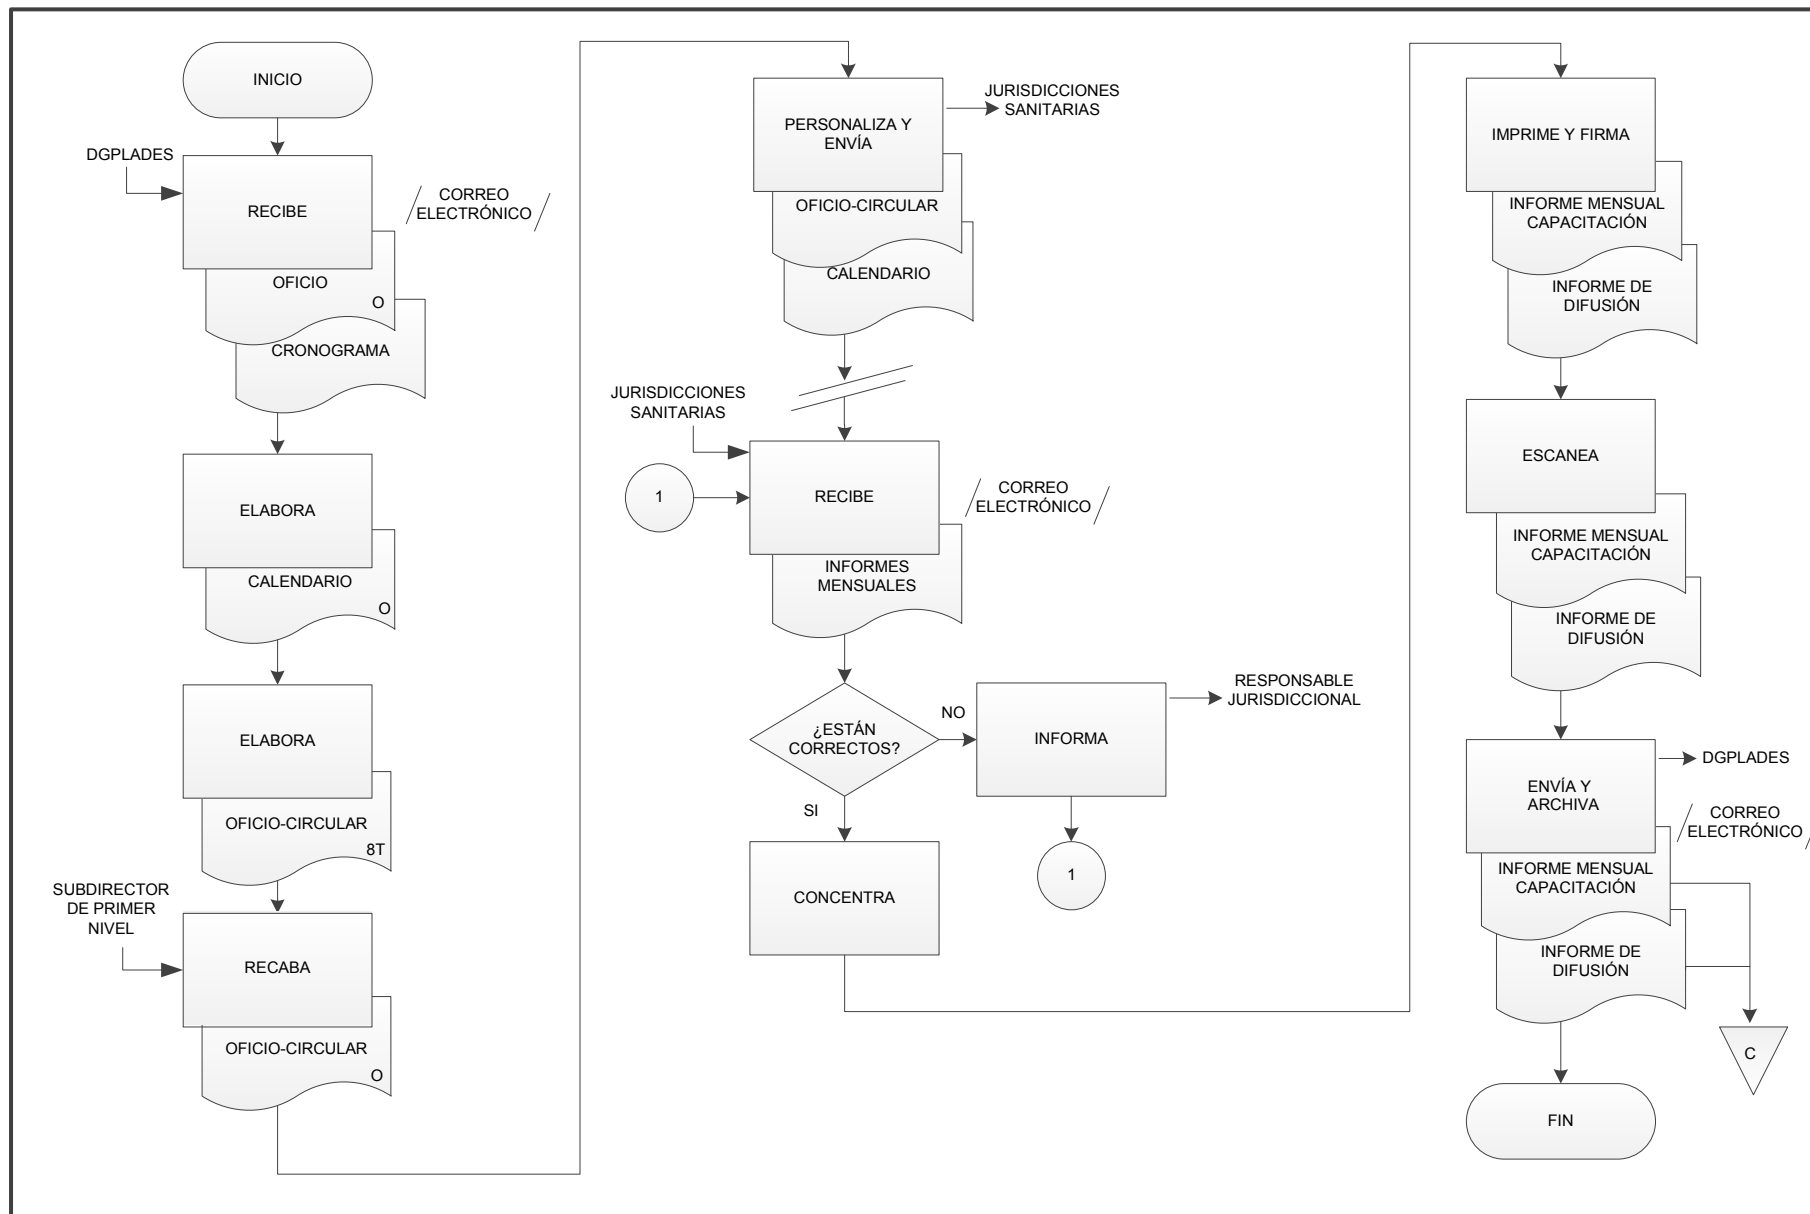 INICIO
DGPLADES
RECIBE
CORREO
ELECTRÓNICO
OFICIO
O
CRONOGRAMA
ELABORA
CALENDARIO
O
ELABORA
OFICIO-CIRCULAR
8T
SUBDIRECTOR
DE PRIMER
NIVEL
RECABA
OFICIO-CIRCULAR
O
PERSONALIZA Y
ENVÍA
JURISDICCIONES
SANITARIAS
OFICIO-CIRCULAR
CALENDARIO
JURISDICCIONES
SANITARIAS
1
RECIBE
CORREO
ELECTRÓNICO
INFORMES
MENSUALES
¿ESTÁN
CORRECTOS?
NO
INFORMA
RESPONSABLE
JURISDICCIONAL
SI
1
CONCENTRA
IMPRIME Y FIRMA
INFORME MENSUAL
CAPACITACIÓN
INFORME DE
DIFUSIÓN
ESCANEA
INFORME MENSUAL
CAPACITACIÓN
INFORME DE
DIFUSIÓN
ENVÍA Y
ARCHIVA
DGPLADES
CORREO
ELECTRÓNICO
INFORME MENSUAL
CAPACITACIÓN
INFORME DE
DIFUSIÓN
C
FIN